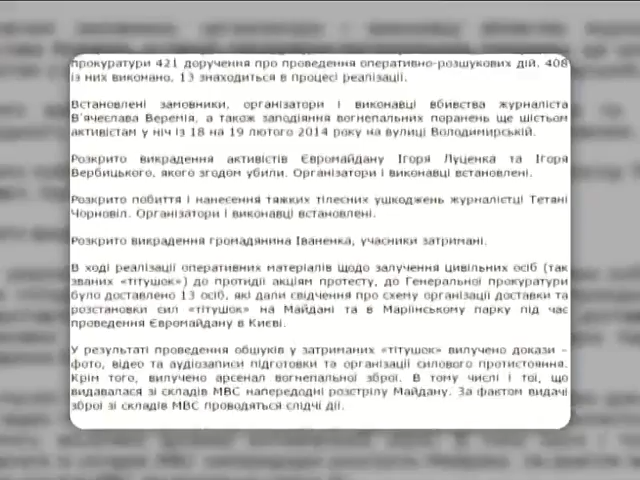 прокуратури 421 доручення про проведення оперативно-розшукових дій. 408
із них виконано, 13 знаходиться в процесі реалізації.
Встановлені замовники, організатори і виконавці вбивства журналіста
В'ячеслава Веремія, а також заподіяння вогнепальних поранень ще шістьом
активістам у ніч із 18 на 19 лютого 2014 року на вулиці Володимирській.
Розкрито викрадення активістів Євромайдану Ігоря Луценка та Ігоря
Вербицького, якого згодом убили. Організатори і виконавці встановлені.
Розкрито побиття і нанесення тяжких тілесних ушкоджень журналістці Тетяні
Чорновіл. Організатори і виконавці встановлені.
Розкрито викрадення громадянина Іваненка, учасники затримані.
В ході реалізації оперативних матеріалів щодо залучення цивільних осіб (так
званих «тітушок») до протидії акціям протесту, до Генеральної прокуратури
було доставлено 13 осіб, які дали свідчення про схему організації доставки та
розстановки сил «тітушок» на Майдані та в Маріїнському парку під час
проведення Євромайдану в Києві.
У результаті проведення обшуків у затриманих «тітушок» вилучено докази –
фото, відео та аудіозаписи підготовки та організації силового протистояння.
Крім того, вилучено арсенал вогнепальної зброї. В тому числі і тої, що
видавалася зі складів МВС напередодні розстрілу Майдану. За фактом видачі
зброї зі складів МВС проводяться слідчі дії.